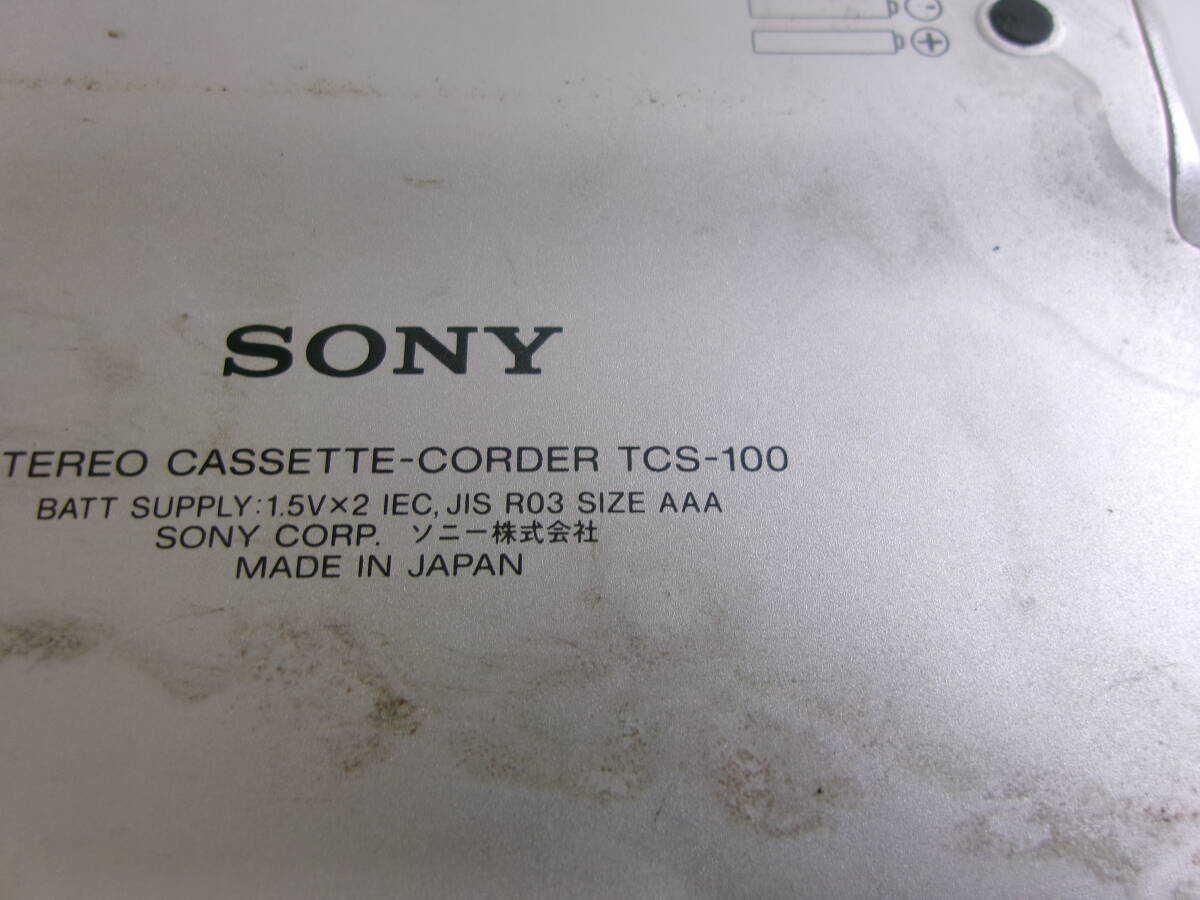 SONY
TEREO CASSETTE-CORDER TCS-100
BATT SUPPLY: 1.5V×2 IEC, JIS R03 SIZE AAA
SONY CORP. ソニー株式会社
MADE IN JAPAN